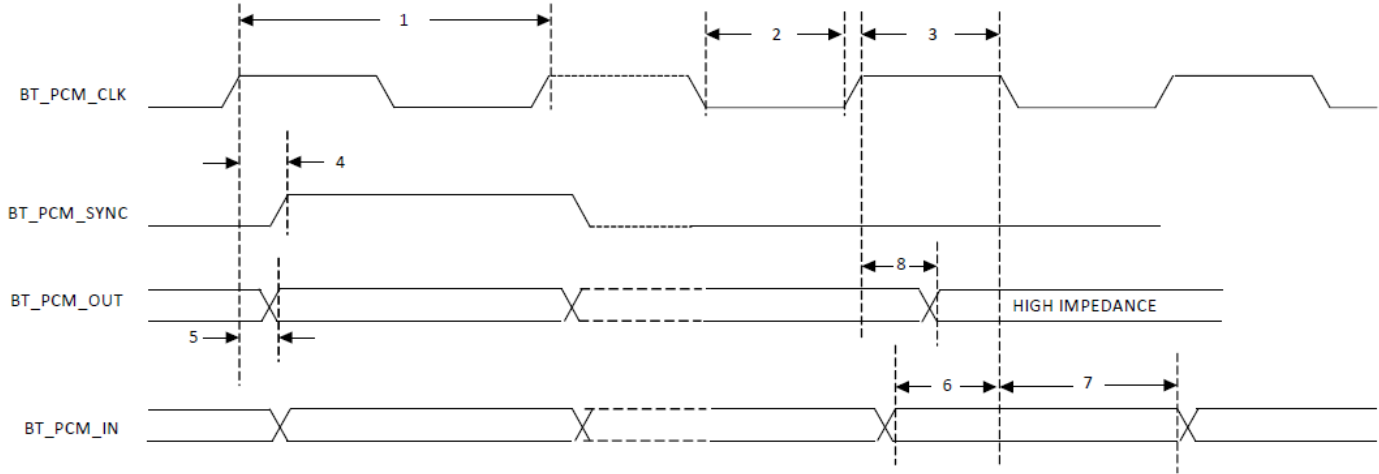 1
2
3
BT_PCM_CLK
4
BT_PCM_SYNC
8
BT_PCM_OUT
HIGH IMPEDANCE
5
6
7
BT_PCM_IN